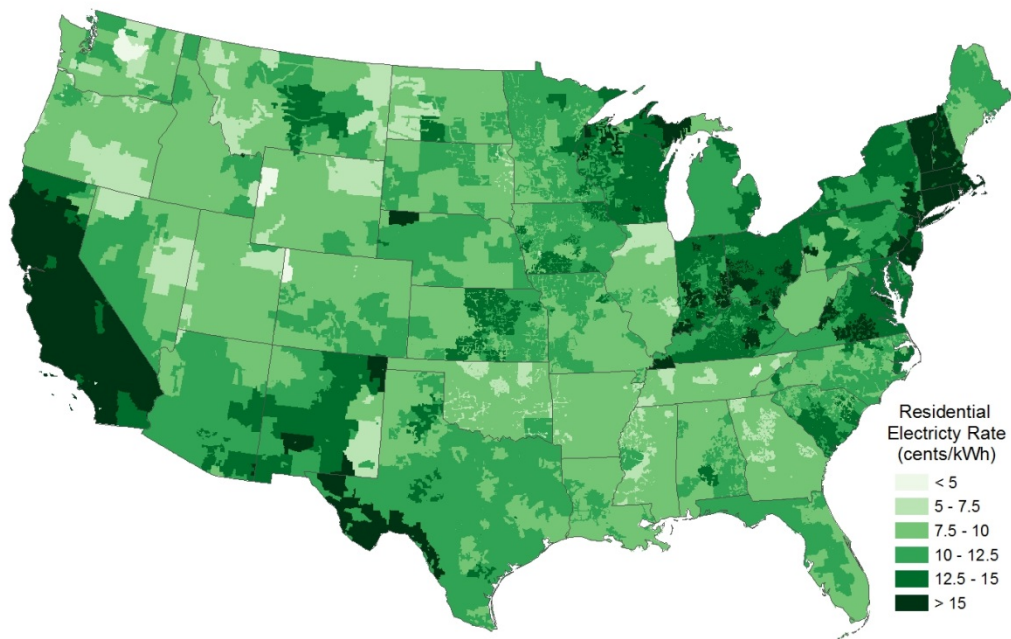 Residential
Electricty Rate
(cents/kWh)
< 5
5 - 7.5
7.5 - 10
10 - 12.5
12.5 - 15
> 15